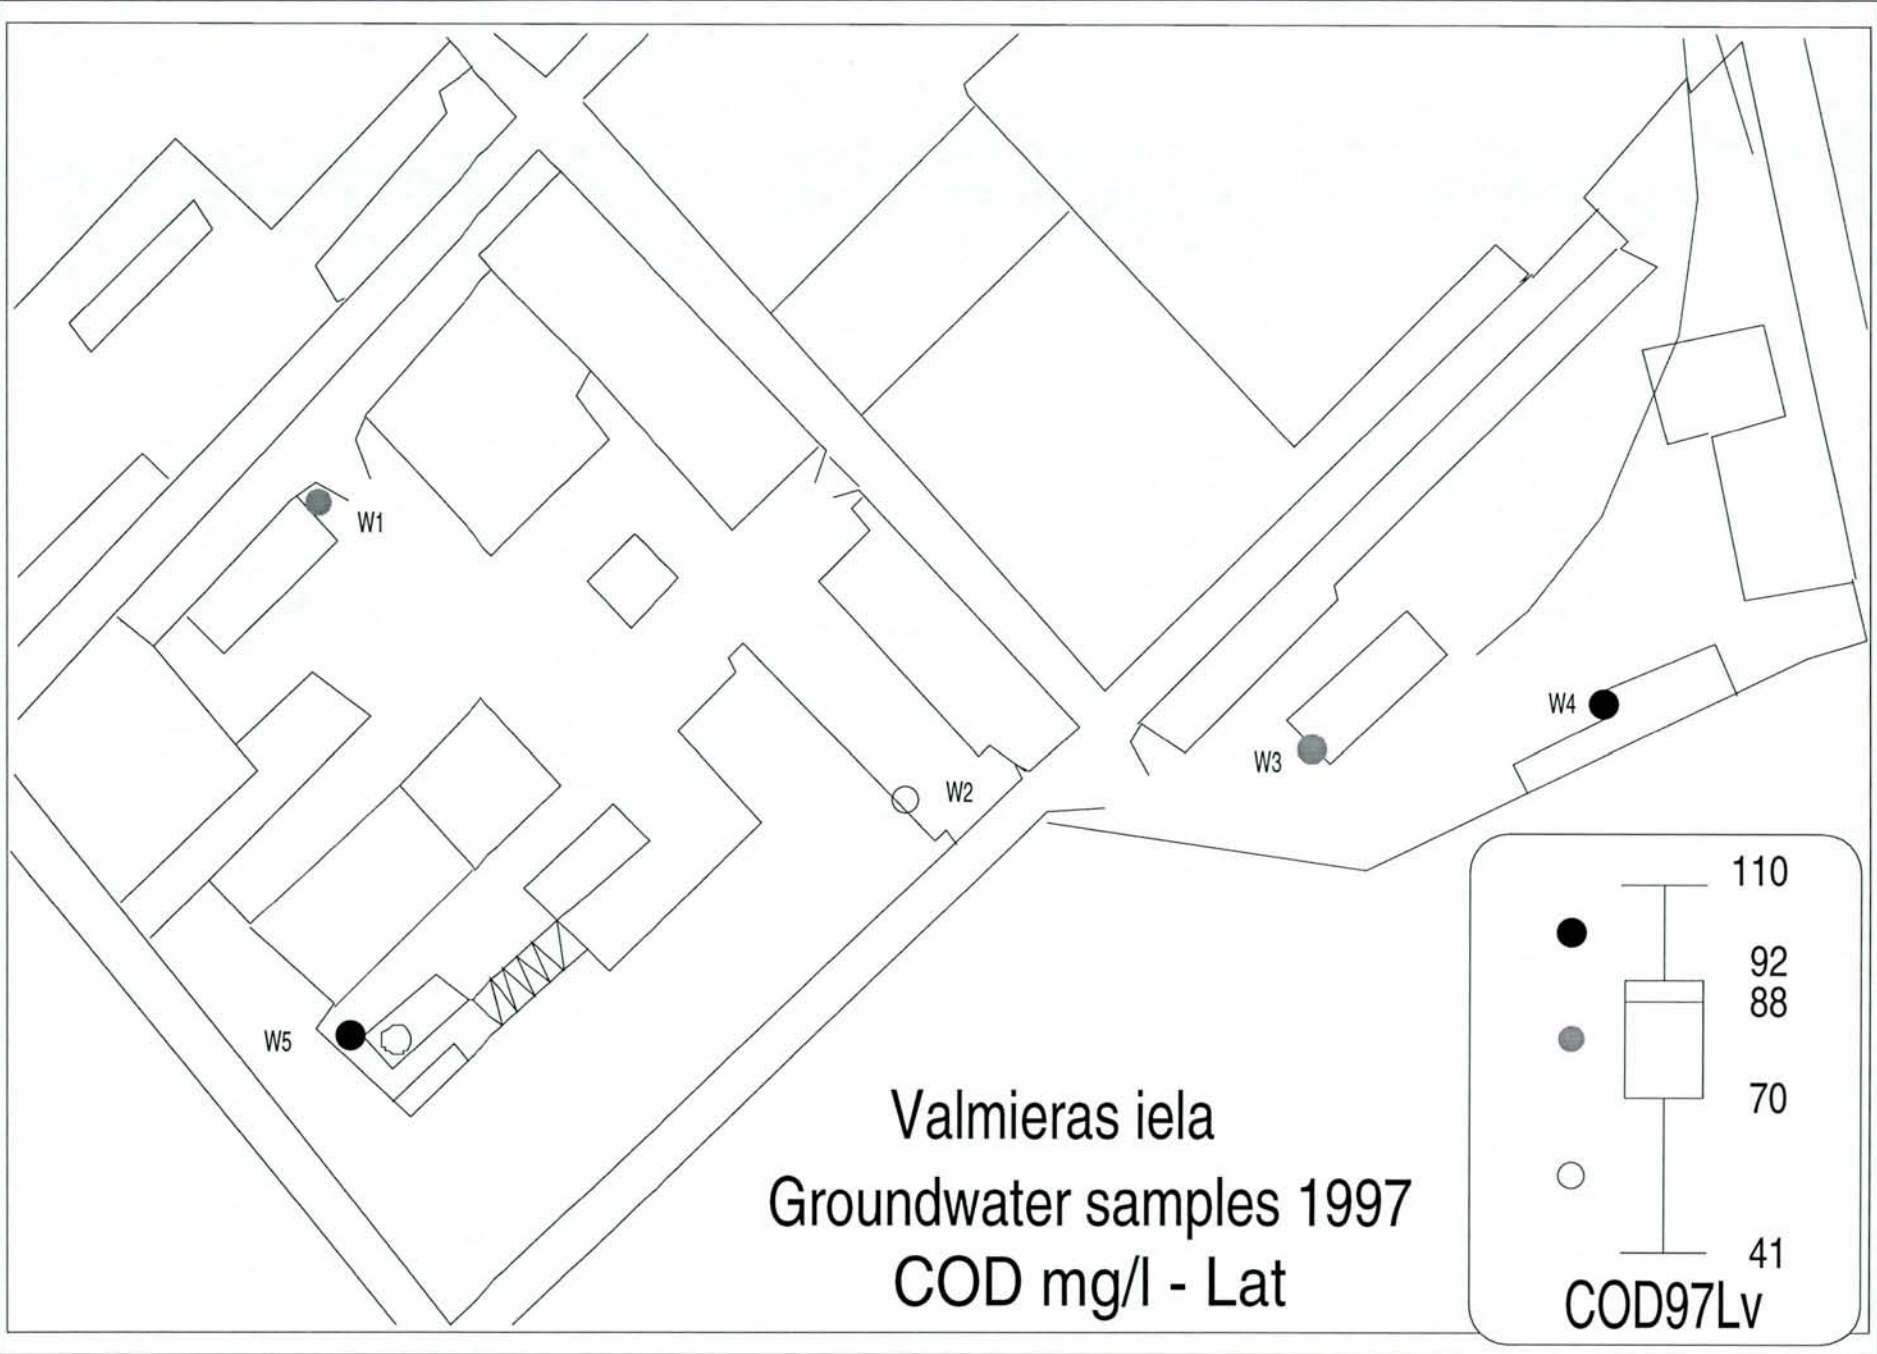 W1
W4
W3
W2
110
92
88
W5
70
Valmieras iela
Groundwater samples 1997
41
COD mg/l - Lat
COD97Lv